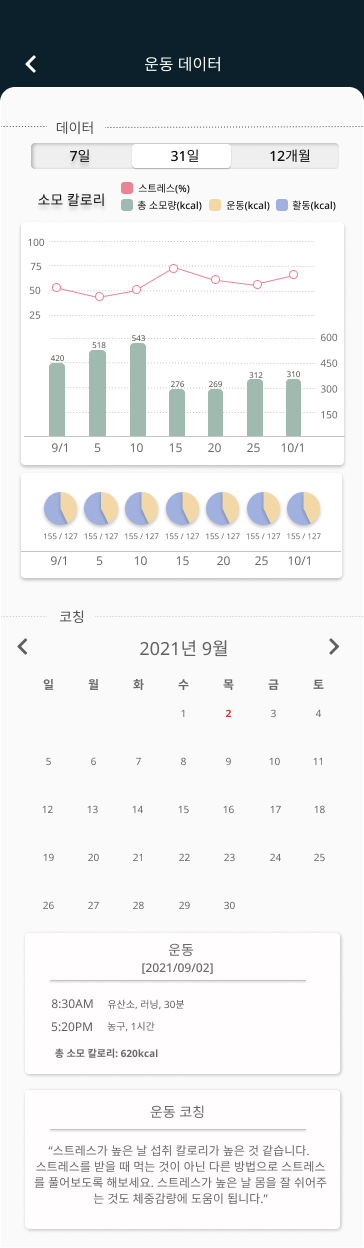 운동 데이터
데이터
7일 31일 12개월
소모 칼로리
스트레스(%)
총 소모량(kcal) 운동(kcal) 활동(kcal)
100
75
50
25
600
450
300
150
420 518 543 276 269 312 310
9/1 5 10 15 20 25 10/1
155 / 127 155 / 127 155 / 127 155 / 127 155 / 127 155 / 127 155 / 127
9/1 5 10 15 20 25 10/1
코칭
2021년 9월
일 월 화 수 목 금 토
1 2 3 4
5 6 7 8 9 10 11
12 13 14 15 16 17 18
19 20 21 22 23 24 25
26 27 28 29 30
운동
[2021/09/02]
8:30AM 유산소, 러닝, 30분
5:20PM 농구, 1시간
총 소모 칼로리: 620kcal
운동 코칭
“스트레스가 높은 날 섭취 칼로리가 높은 것 같습니다.
스트레스를 받을 때 먹는 것이 아닌 다른 방법으로 스트레스
를 풀어보도록 해보세요. 스트레스가 높은 날 몸을 잘 쉬어주
는 것도 체중감량에 도움이 됩니다.”